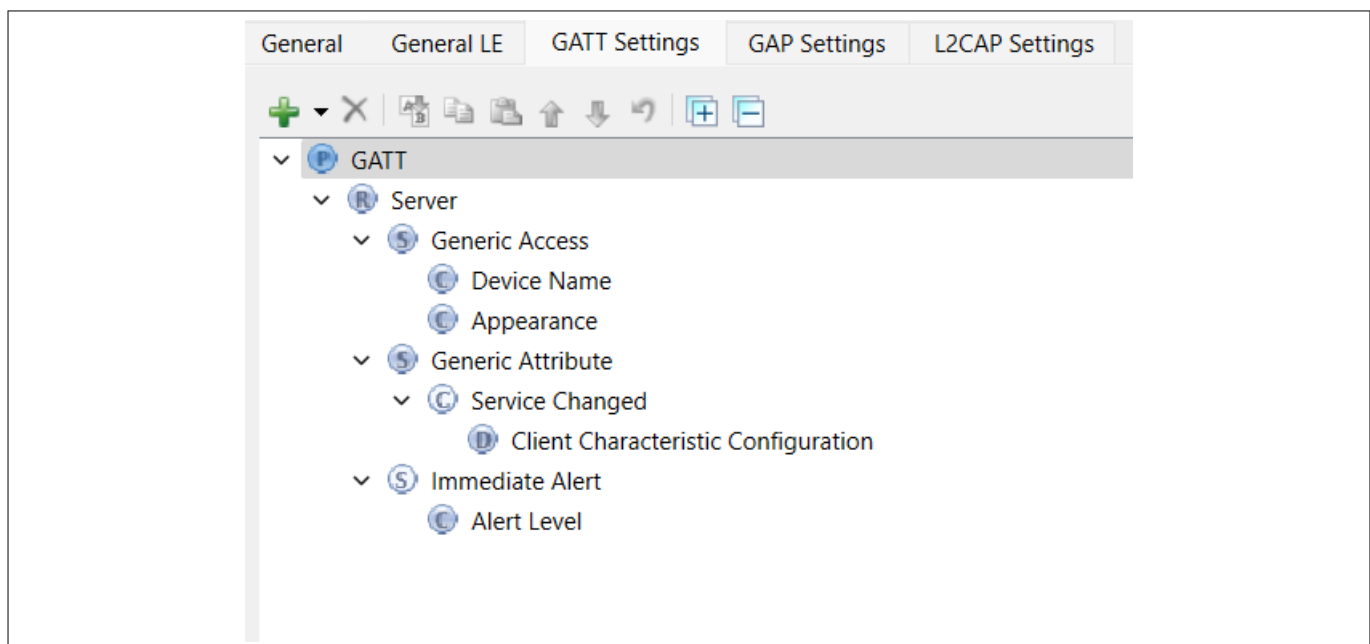 General General LE GATT Settings GAP Settings L2CAP Settings
A B
P GATT
R Server
S Generic Access
C Device Name
C Appearance
S Generic Attribute
C Service Changed
D Client Characteristic Configuration
S Immediate Alert
C Alert Level